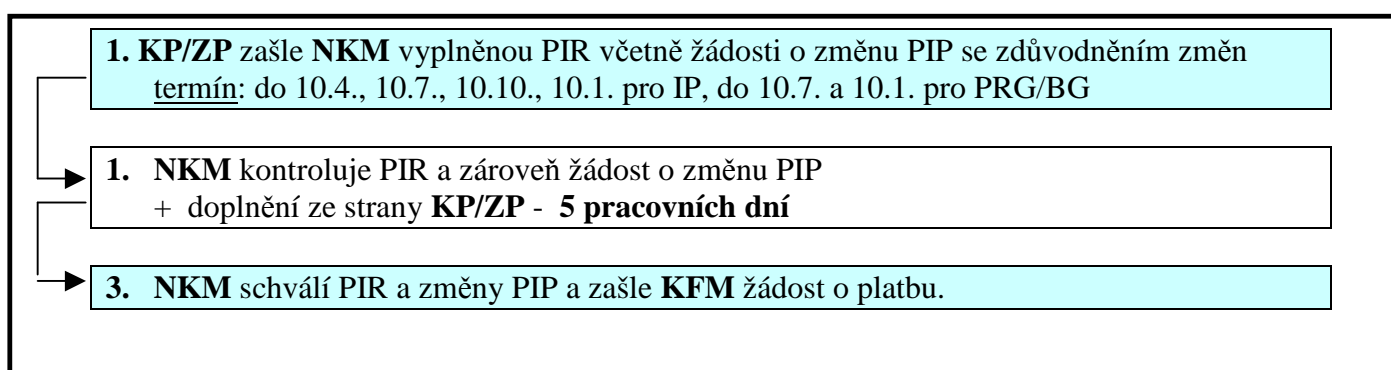 1. KP/ZP zašle NKM vyplněnou PIR včetně žádosti o změnu PIP se zdůvodněním změn
termín: do 10.4., 10.7., 10.10., 10.1. pro IP, do 10.7. a 10.1. pro PRG/BG
1. NKM kontroluje PIR a zároveň žádost o změnu PIP
+ doplnění ze strany KP/ZP - 5 pracovních dní
3. NKM schválí PIR a změny PIP a zašle KFM žádost o platbu.